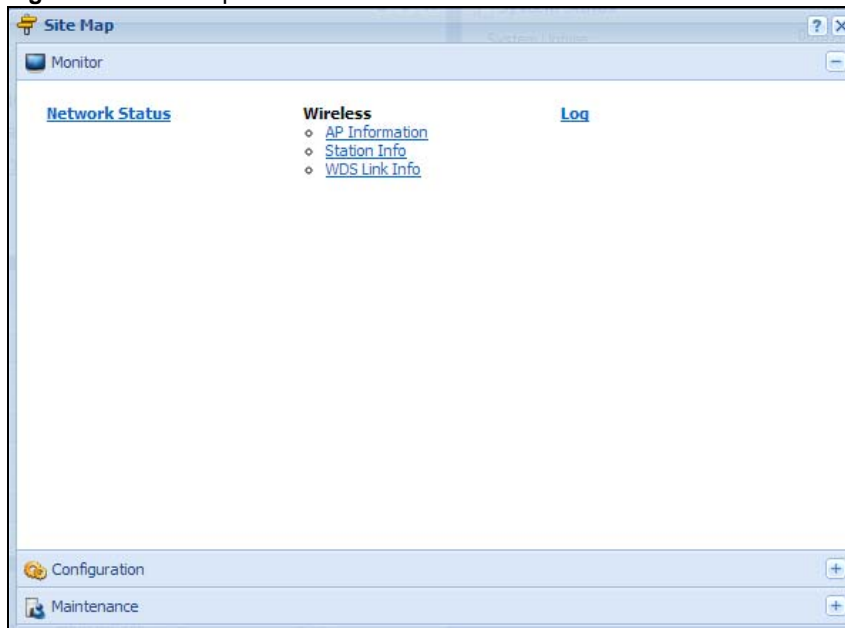 Site Map
Monitor
Network Status
Wireless
AP Information
Station Info
WDS Link Info
Log
Configuration
Maintenance